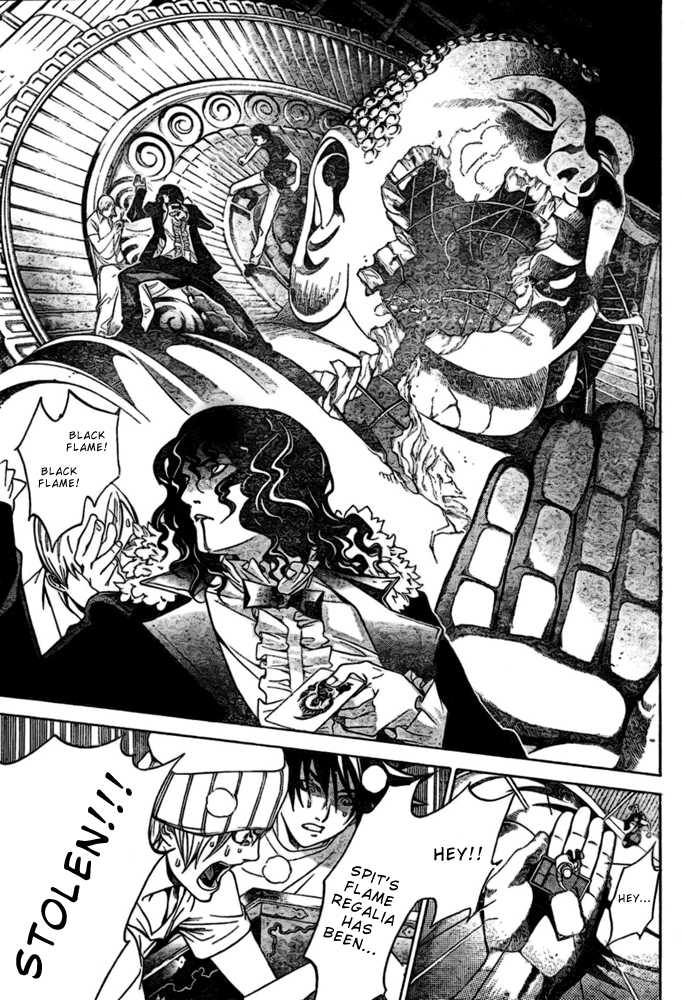 BLACK
FLAME!
BLACK
FLAME!
HEY...
HEY!!
SPIT'S
FLAME
REGALIA
HAS
BEEN...
STOLEN!!!